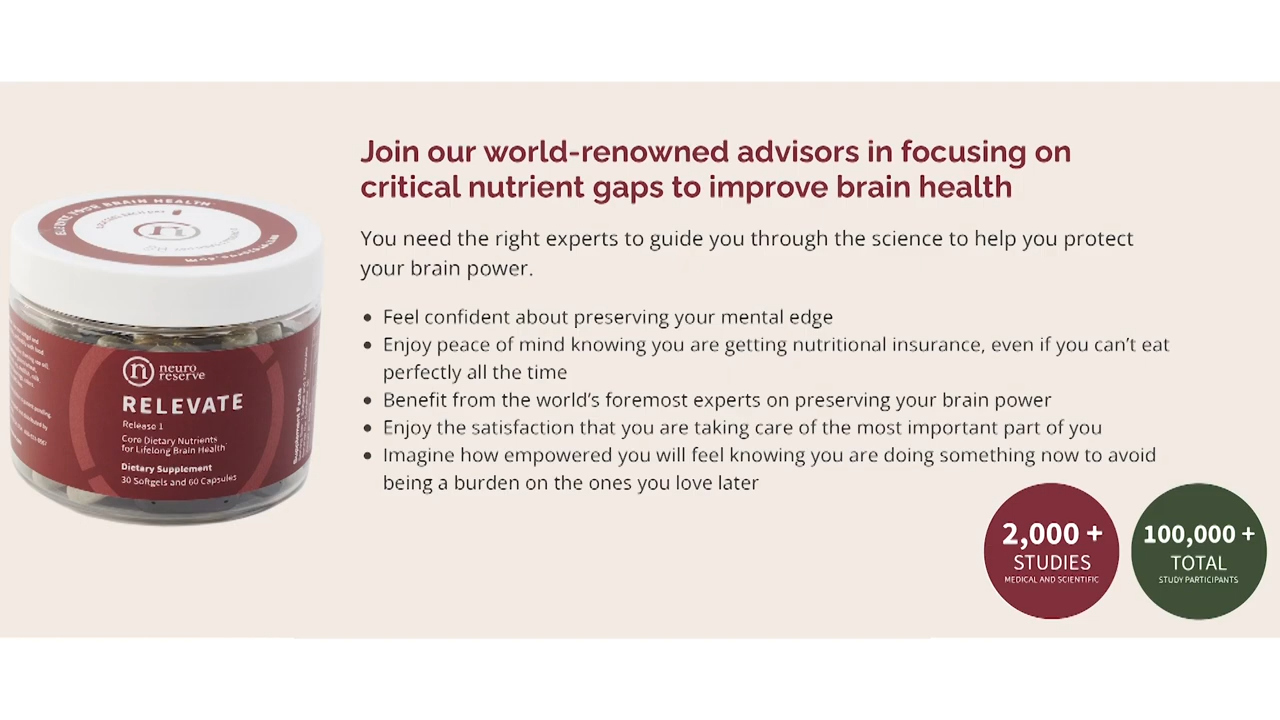 Join our world-renowned advisors in focusing on
critical nutrient gaps to improve brain health
You need the right experts to guide you through the science to help you protect
your brain power.
• Feel confident about preserving your mental edge
• Enjoy peace of mind knowing you are getting nutritional insurance, even if you can’t eat
perfectly all the time
• Benefit from the world’s foremost experts on preserving your brain power
• Enjoy the satisfaction that you are taking care of the most important part of you
• Imagine how empowered you will feel knowing you are doing something now to avoid
being a burden on the ones you love later
YOUR BRAIN HEALTH
neuro
reserve
RELEVATE
Release 1
Core Dietary Nutrients
for Lifelong Brain Health
Dietary Supplement
30 Softgels and 60 Capsules
Supplement Facts
2,000 +
STUDIES
MEDICAL AND SCIENTIFIC
100,000 +
TOTAL
STUDY PARTICIPANTS